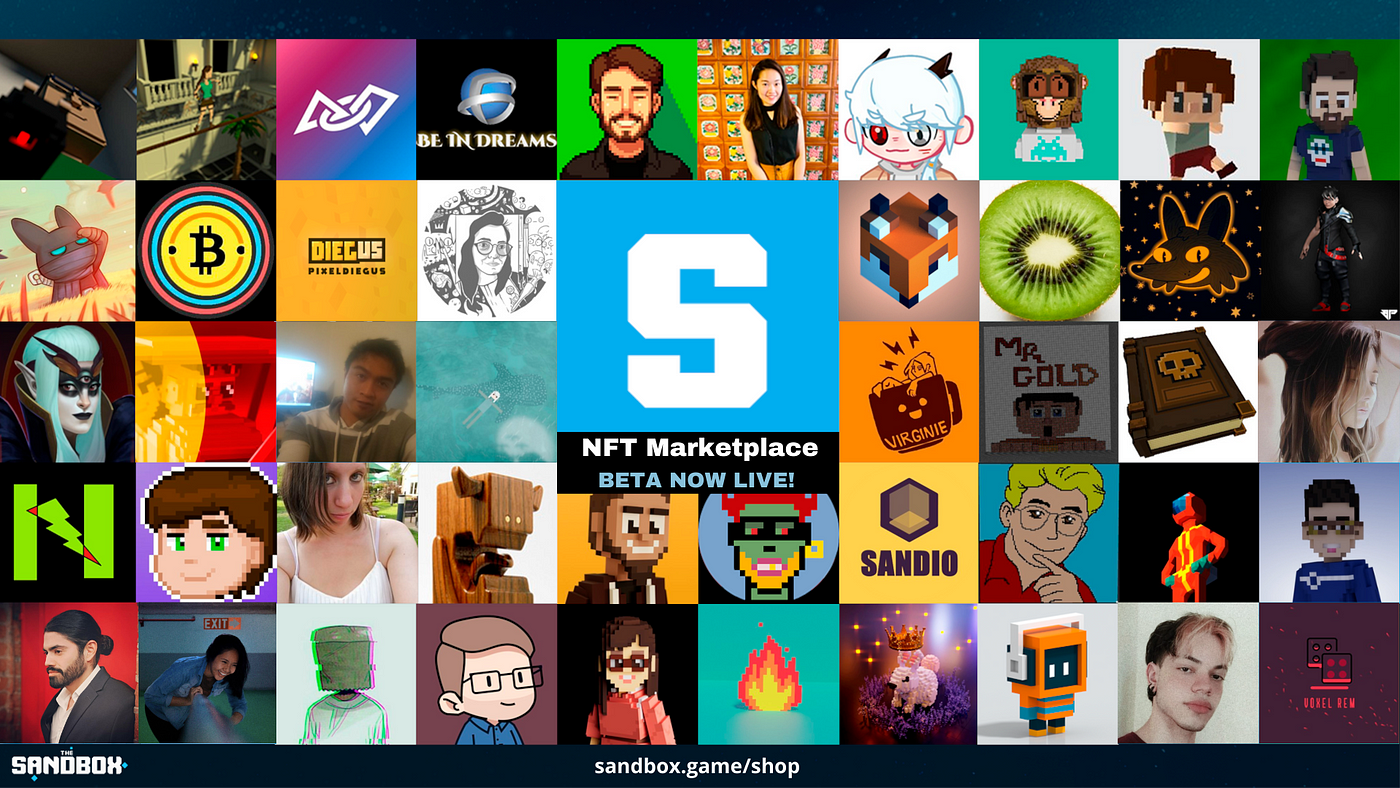 BE IN DREAMS
DIEGUS
PIXELDIEGUS
S
NFT Marketplace
BETA NOW LIVE!
VIRGINIE
MR
GOLD
N
SANDIO
EXIT
VOXEL REM
THE
SANDBOX
sandbox.game/shop